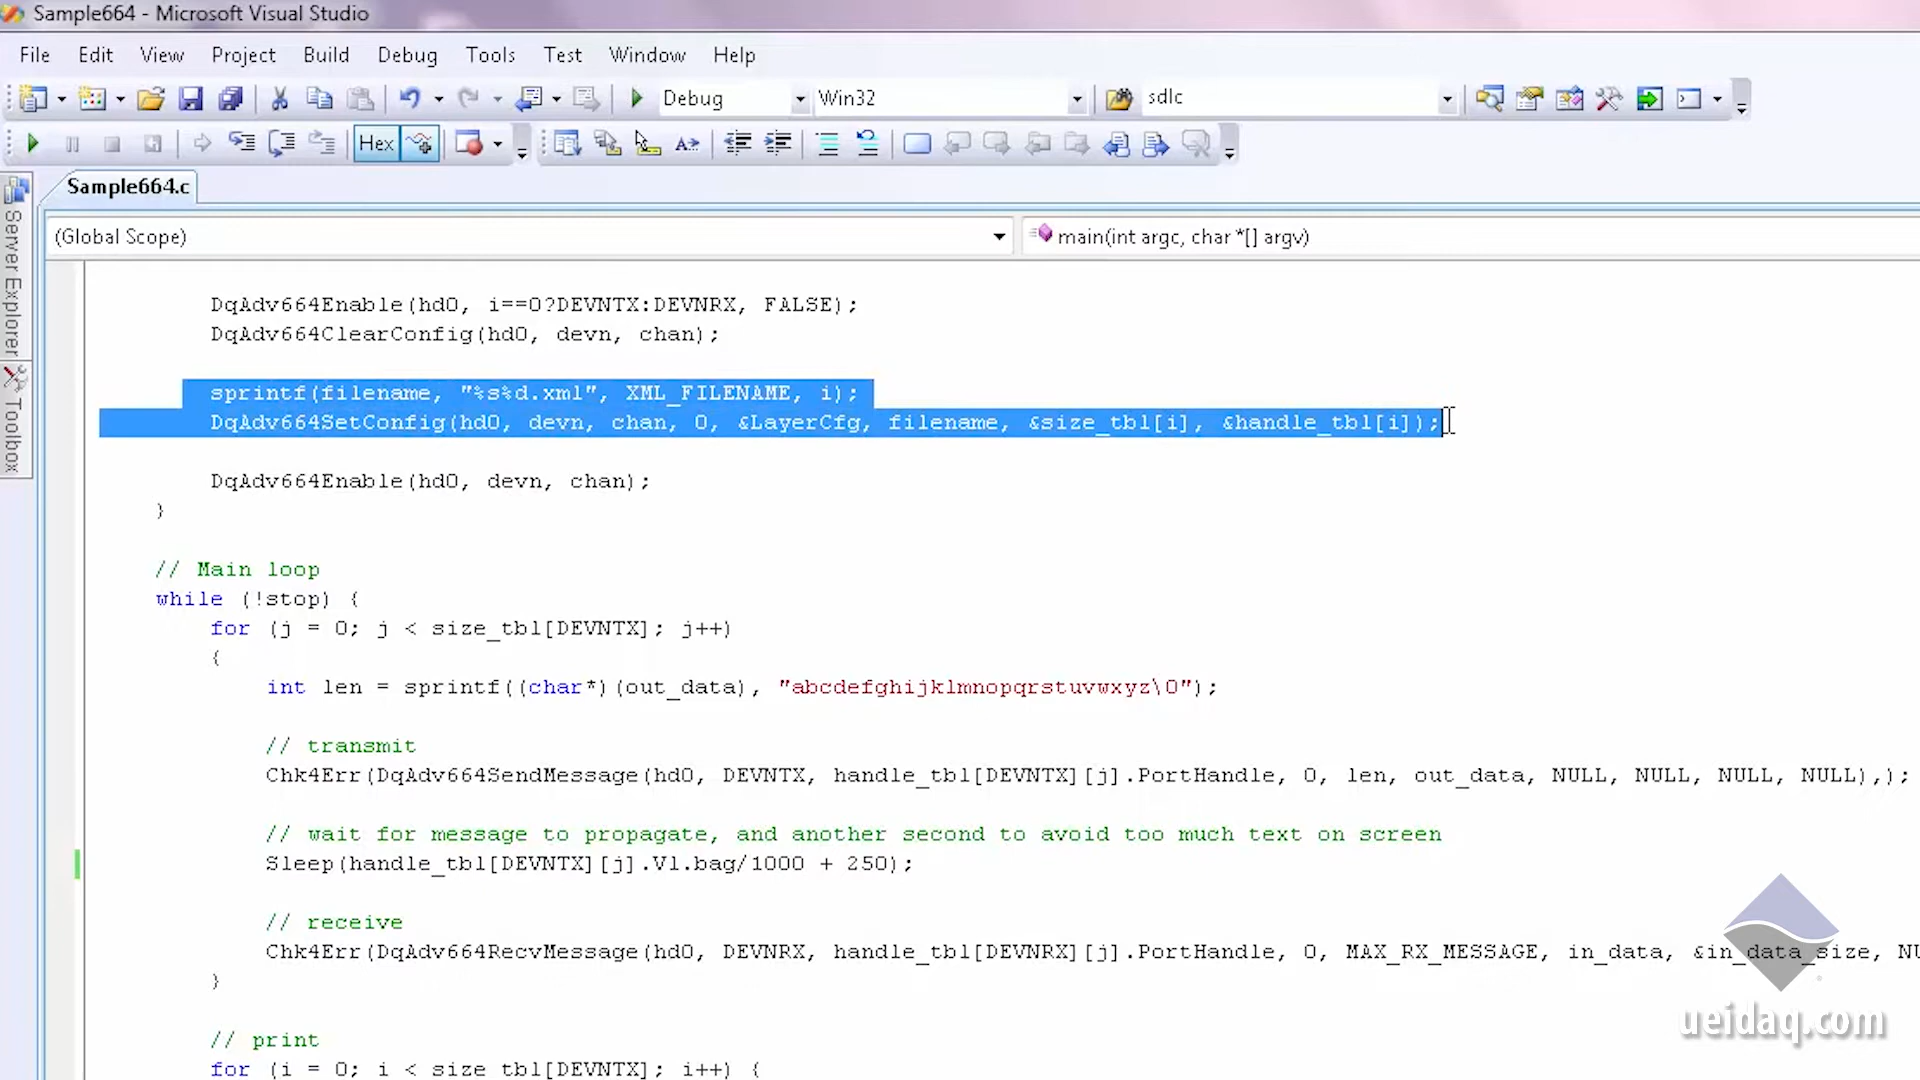 Sample664 - Microsoft Visual Studio
File Edit View Project Build Debug Tools Test Window Help
Debug Win32 sdlc
Hex
Sample664.c
Server Explorer
Toolbox
(Global Scope) main(int argc, char *[] argv)
DqAdv664Enable(hd0, i==0?DEVNTX:DEVNRX, FALSE);
DqAdv664ClearConfig(hd0, devn, chan);
sprintf(filename, "%s%d.xml", XML_FILENAME, i);
DqAdv664SetConfig(hd0, devn, chan, 0, &LayerCfg, filename, &size_tbl[i], &handle_tbl[i]);
DqAdv664Enable(hd0, devn, chan);
}
// Main loop
while (!stop) {
for (j = 0; j < size_tbl[DEVNTX]; j++)
{
int len = sprintf((char*)(out_data), "abcdefghijklmnopqrstuvwxyz\0");
// transmit
Chk4Err(DqAdv664SendMessage(hd0, DEVNTX, handle_tbl[DEVNTX][j].PortHandle, 0, len, out_data, NULL, NULL, NULL, NULL),);
// wait for message to propagate, and another second to avoid too much text on screen
Sleep(handle_tbl[DEVNTX][j].Vl.bag/1000 + 250);
// receive
Chk4Err(DqAdv664RecvMessage(hd0, DEVNRX, handle_tbl[DEVNRX][j].PortHandle, 0, MAX_RX_MESSAGE, in_data, &in_data_size, NU
}
// print
for (i = 0; i < size_tbl[DEVNTX]; i++) {
ueidaq.com